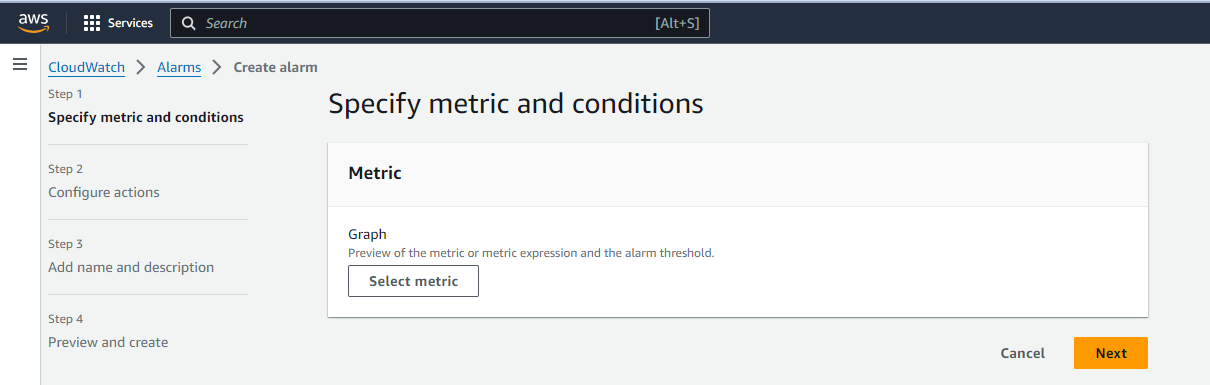 aws Services Search [Alt+S]
CloudWatch Alarms Create alarm
Step 1
Specify metric and conditions
Step 2
Configure actions
Step 3
Add name and description
Step 4
Preview and create
Specify metric and conditions
Metric
Graph
Preview of the metric or metric expression and the alarm threshold.
Select metric
Cancel Next